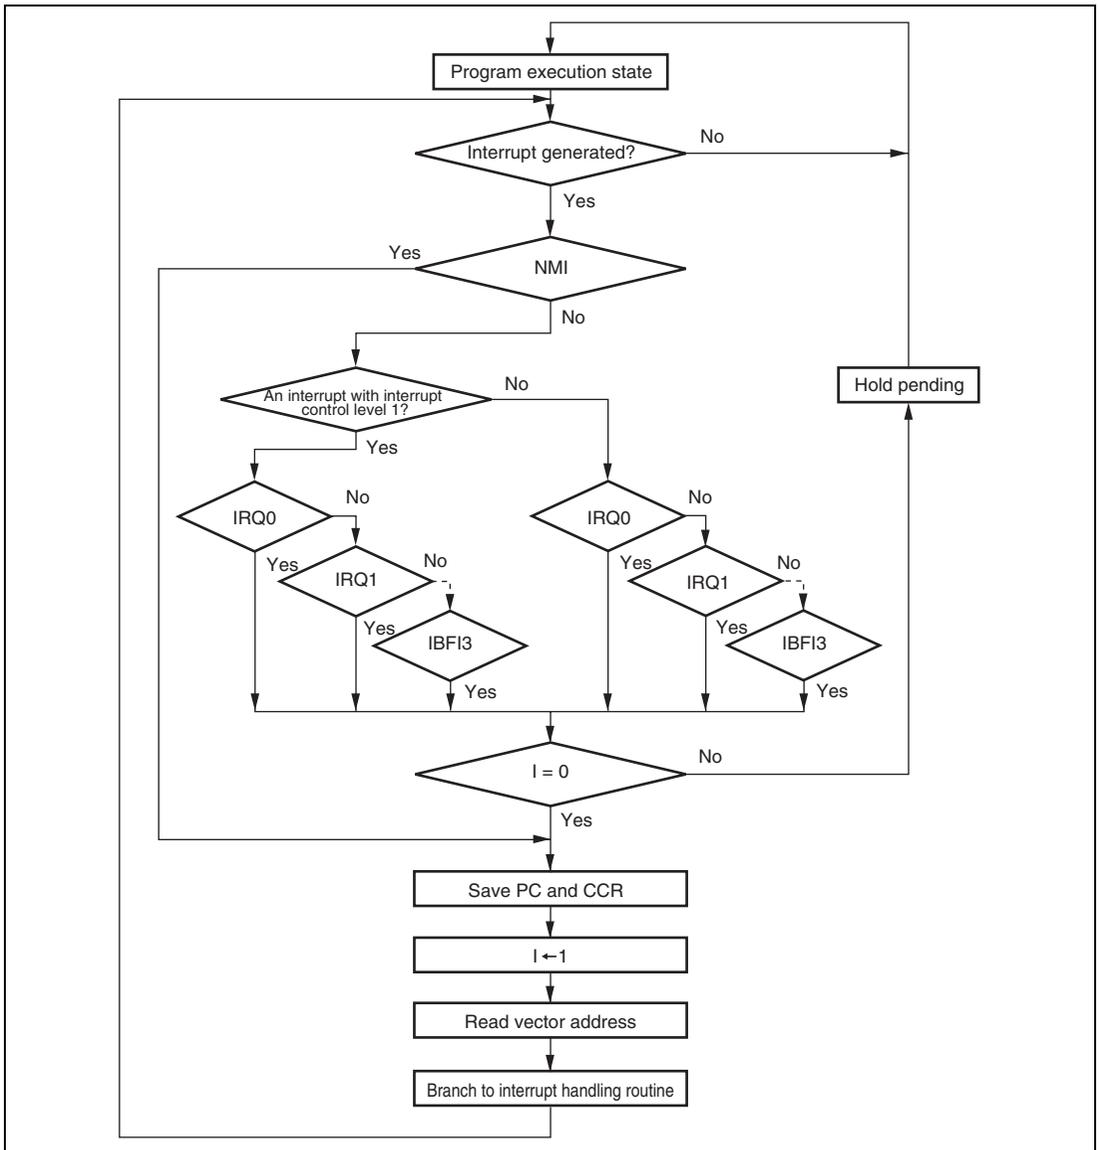 Program execution state
Interrupt generated?
No
Yes
NMI
Yes
No
An interrupt with interrupt
control level 1?
No
Yes
Hold pending
IRQ0
No
Yes
IRQ1
No
Yes
IBFI3
Yes
IRQ0
No
Yes
IRQ1
No
Yes
IBFI3
Yes
I = 0
No
Yes
Save PC and CCR
I ←1
Read vector address
Branch to interrupt handling routine